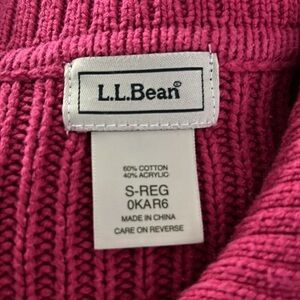 L.L.Bean®
60% COTTON
40% ACRYLIC
S-REG
0KAR6
MADE IN CHINA
CARE ON REVERSE